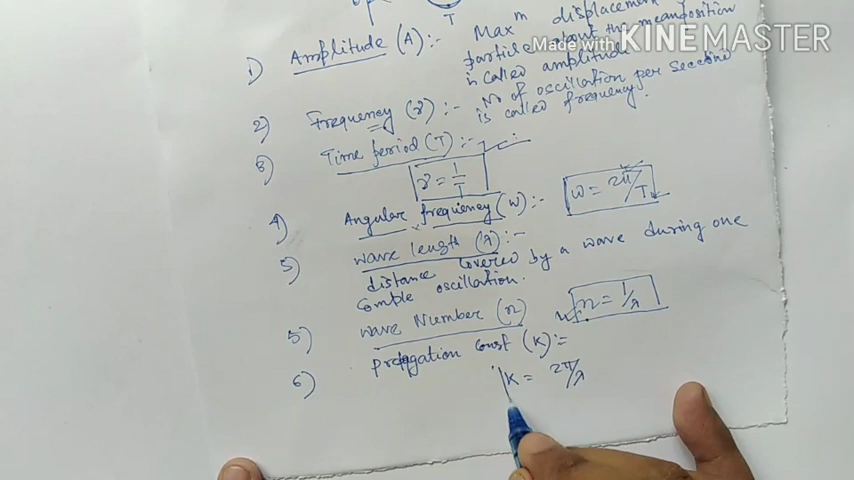 T
1) Amplitude (A) :- Max^m displacement
particle about the mean position
is called amplitude
Made with KINEMASTER
2) Frequency (ν) :- No of oscillation per seccond
is called frequency.
3) Time period (T) :-
ν = 1/T
4) Angular frequency (W) :- W = 2π/T
5) wave length (λ) :-
distance covered by a wave during one
comple oscillation.
5) wave Number (n) n = 1/λ
6) propagation const (K) :=
K = 2π/λ